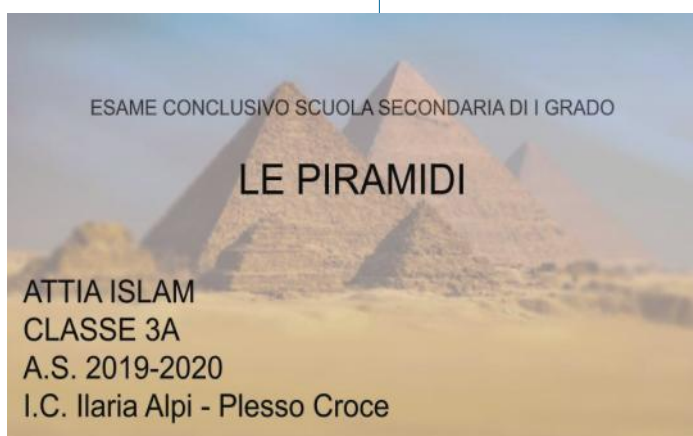 ESAME CONCLUSIVO SCUOLA SECONDARIA DI I GRADO
LE PIRAMIDI
ATTIA ISLAM
CLASSE 3A
A.S. 2019-2020
I.C. Ilaria Alpi - Plesso Croce